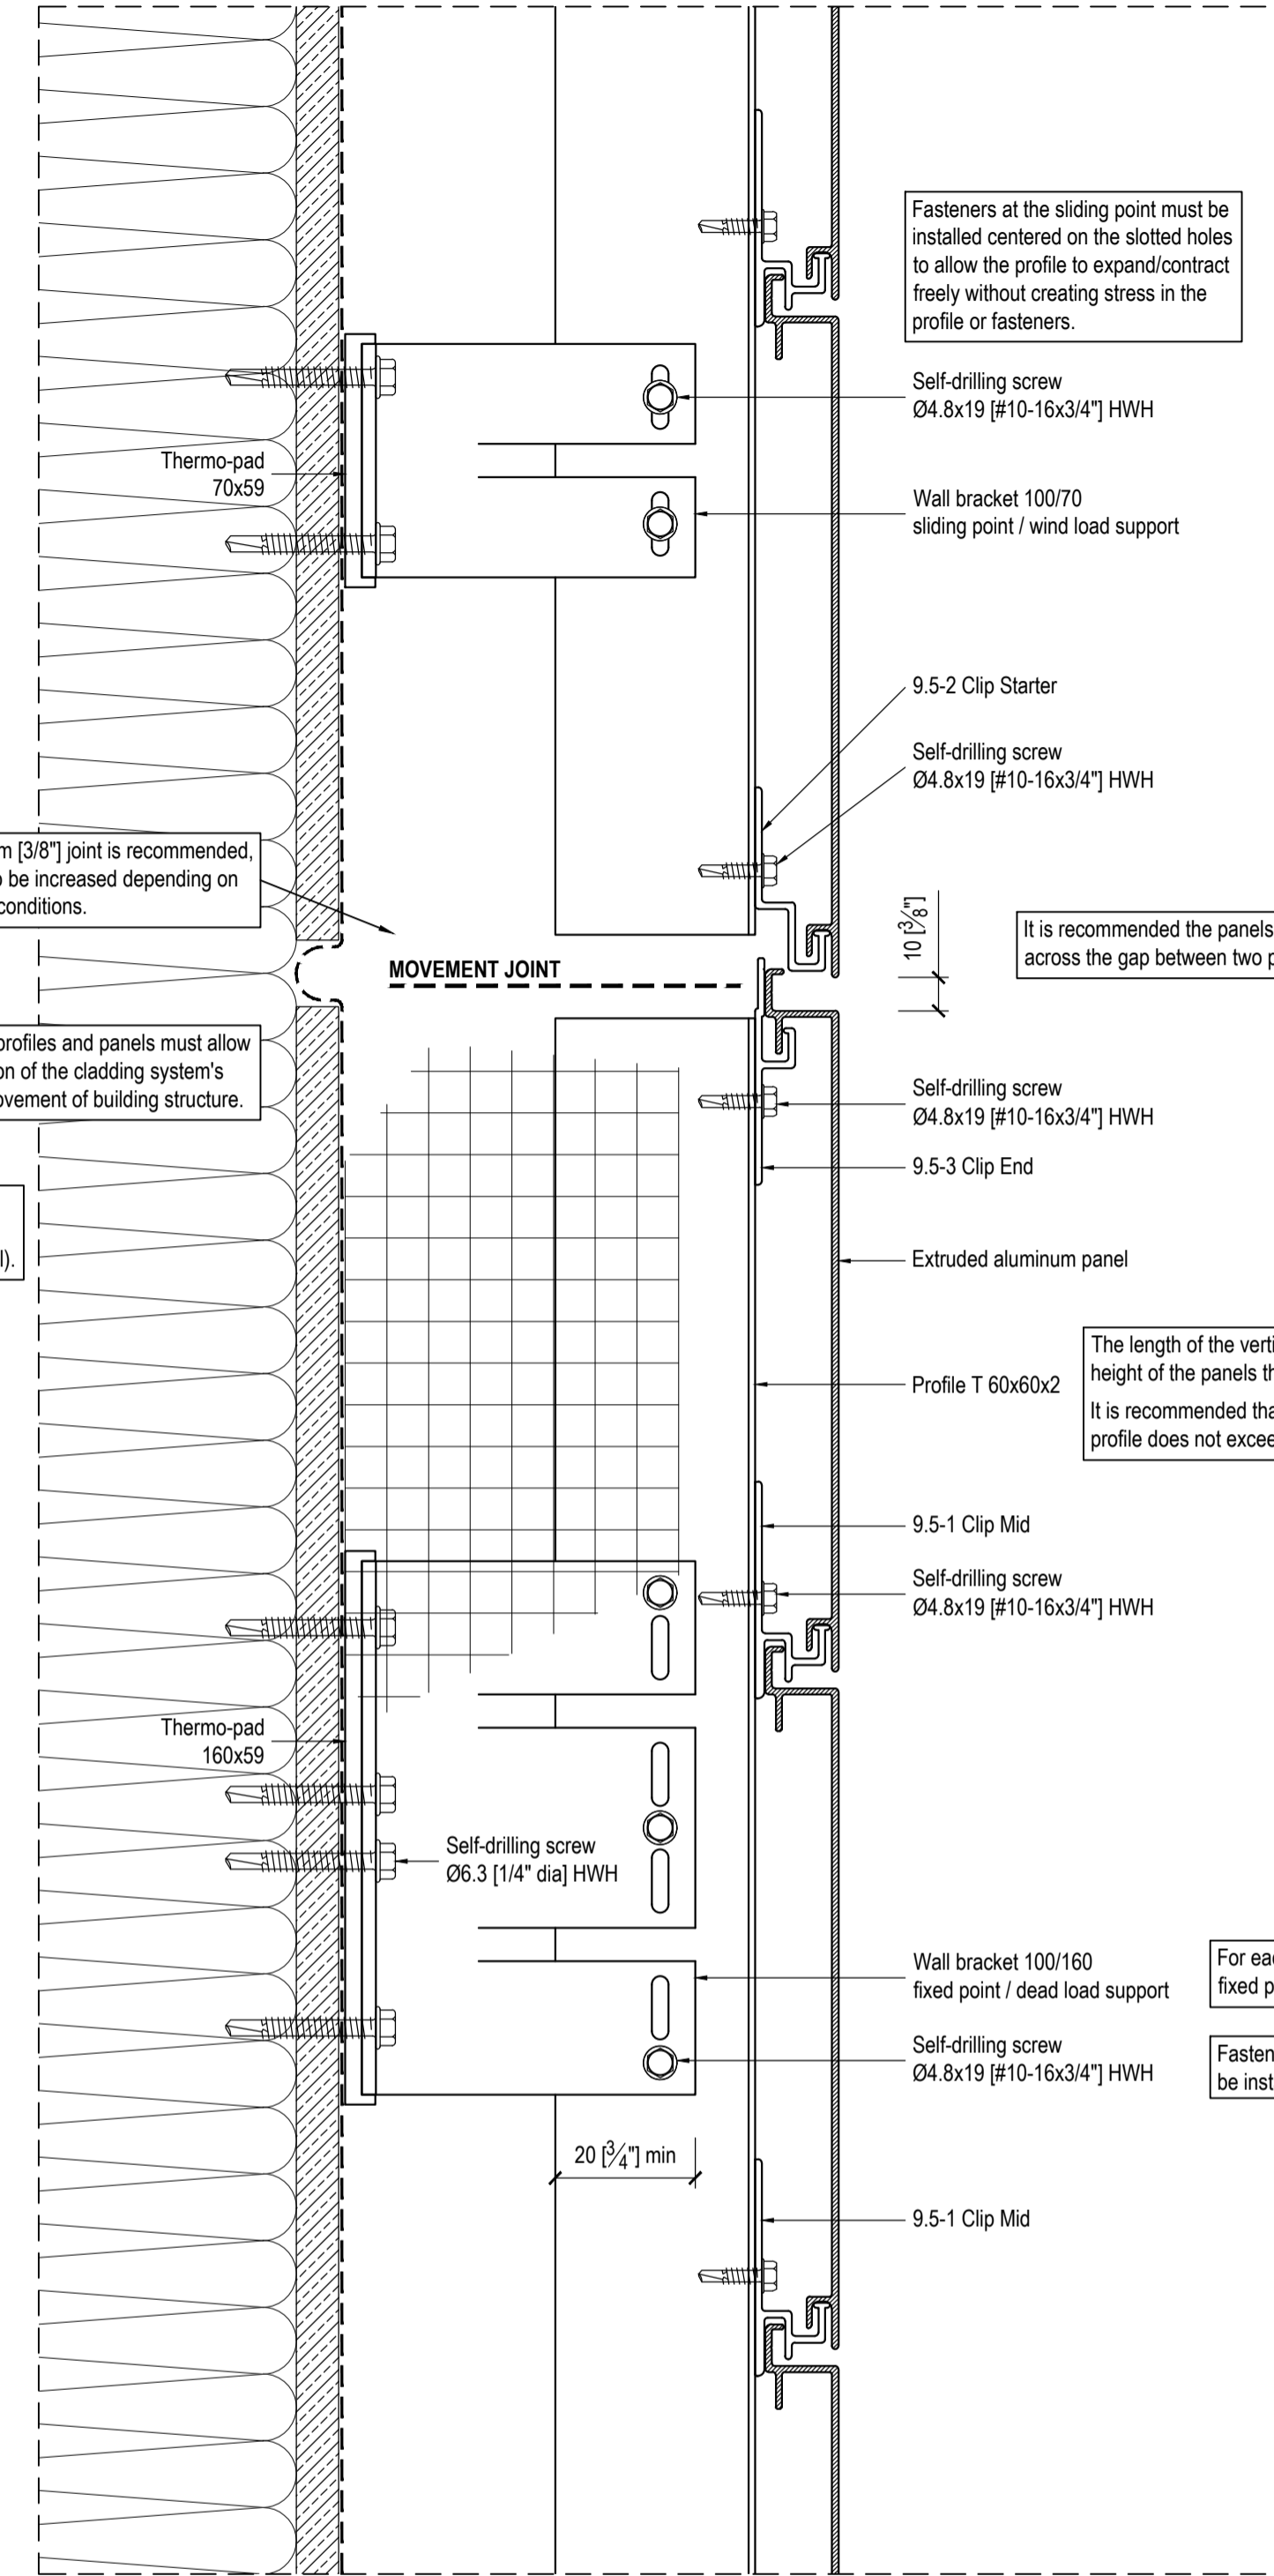 Fasteners at the sliding point must be
installed centered on the slotted holes
to allow the profile to expand/contract
freely without creating stress in the
profile or fasteners.
Self-drilling screw
Ø4.8x19 [#10-16x3/4"] HWH
Thermo-pad
70x59
Wall bracket 100/70
sliding point / wind load support
9.5-2 Clip Starter
Self-drilling screw
Ø4.8x19 [#10-16x3/4"] HWH
[3/8"] joint is recommended,
be increased depending on
conditions.
10 [3/8"]
It is recommended the panels
across the gap between two
MOVEMENT JOINT
profiles and panels must allow
of the cladding system's
of building structure.
Self-drilling screw
Ø4.8x19 [#10-16x3/4"] HWH
9.5-3 Clip End
Extruded aluminum panel
The length of the
height of the panels
Profile T 60x60x2
It is recommended
profile does not
9.5-1 Clip Mid
Self-drilling screw
Ø4.8x19 [#10-16x3/4"] HWH
Thermo-pad
160x59
Self-drilling screw
Ø6.3 [1/4" dia] HWH
Wall bracket 100/160
fixed point / dead load support
For
fixed
Self-drilling screw
Ø4.8x19 [#10-16x3/4"] HWH
be
20 [3/4"] min
9.5-1 Clip Mid